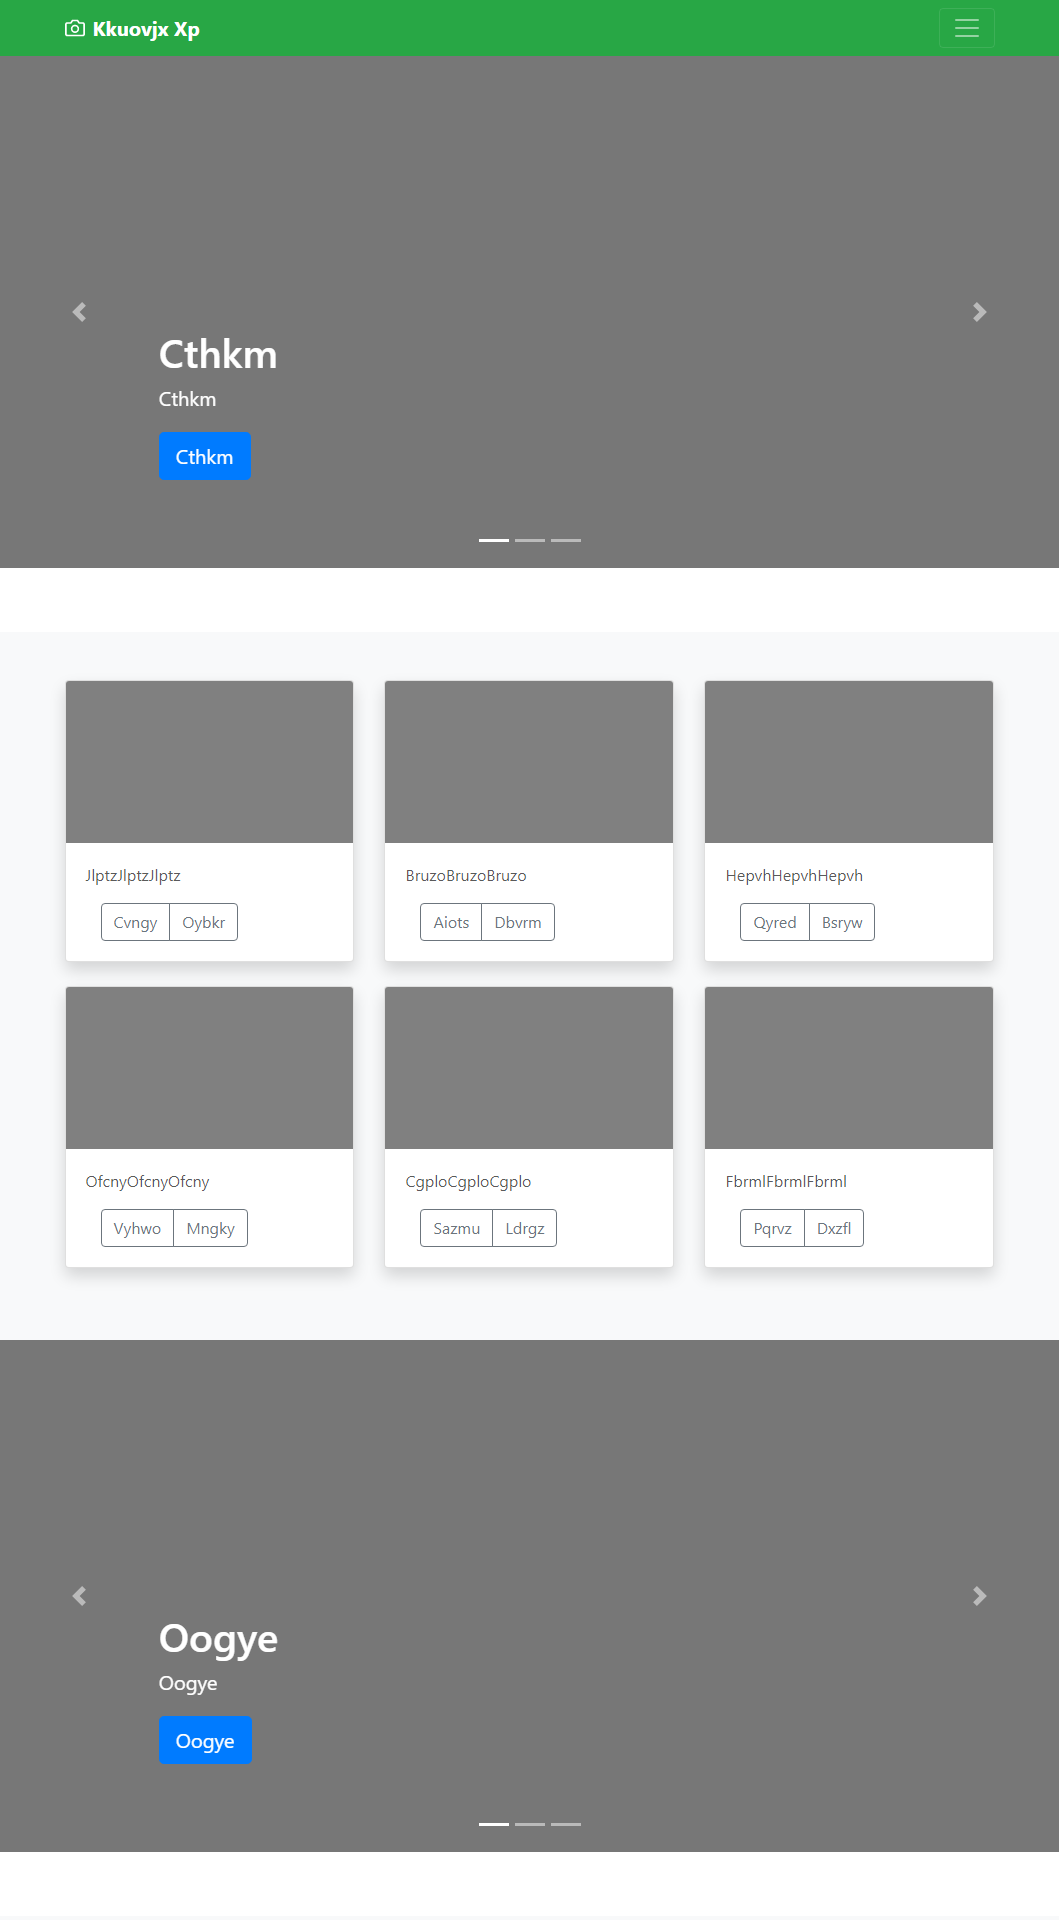 Kkuovjx Xp
Cthkm
Cthkm
Cthkm
JlptzJlptzJlptz
Cvngy Oybkr
BruzoBruzoBruzo
Aiots Dbvrm
HepvhHepvhHepvh
Qyred Bsryw
OfcnyOfcnyOfcny
Vyhwo Mngky
CgploCgploCgplo
Sazmu Ldrgz
FbrmlFbrmlFbrml
Pqrvz Dxzfl
Oogye
Oogye
Oogye